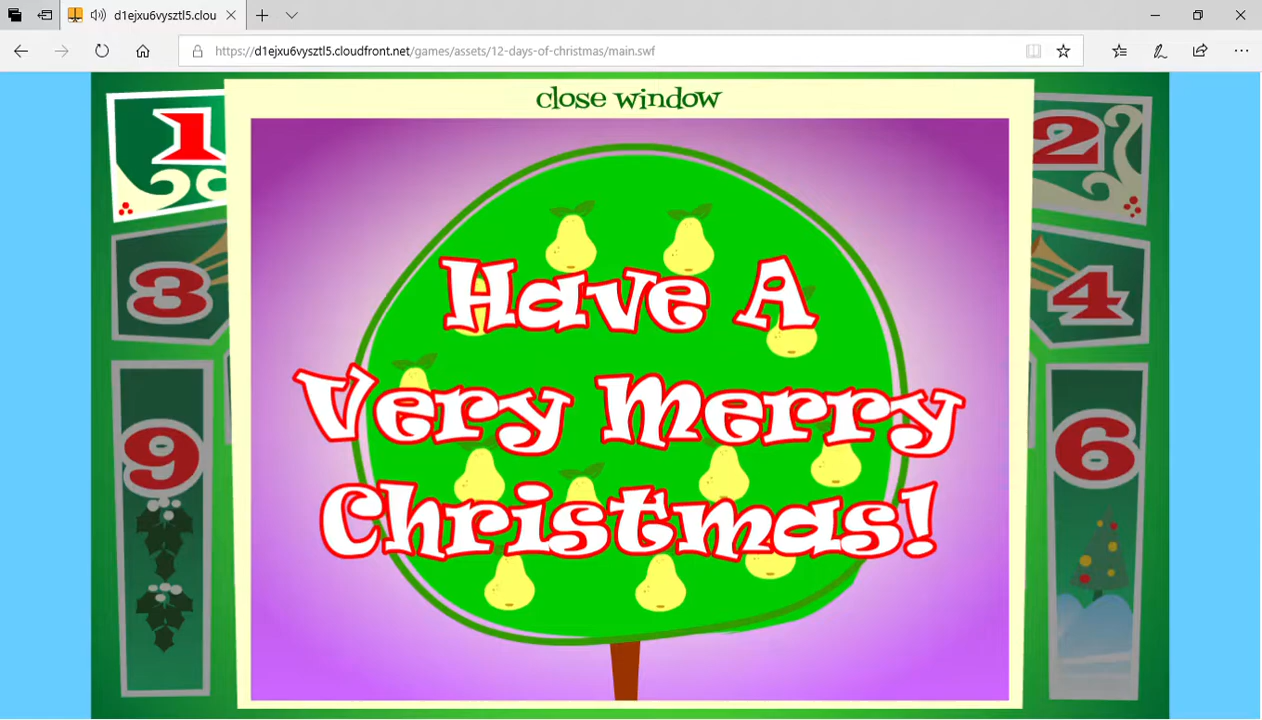 d1ejxu6vysztl5.clou
https://d1ejxu6vysztl5.cloudfront.net/games/assets/12-days-of-christmas/main.swf
close window
1
2
Have A
3
4
Very Merry
9
6
Christmas!